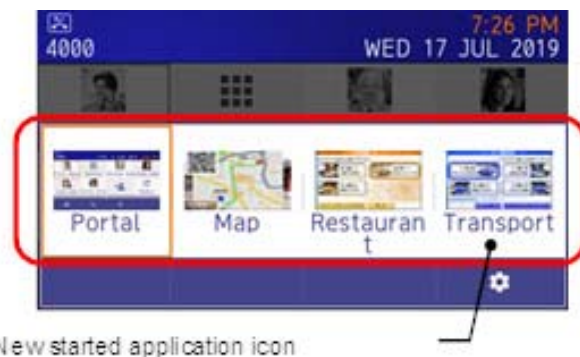 7:26 PM
4000 WED 17 JUL 2019
Portal Map Restauran Transport
t
New started application icon